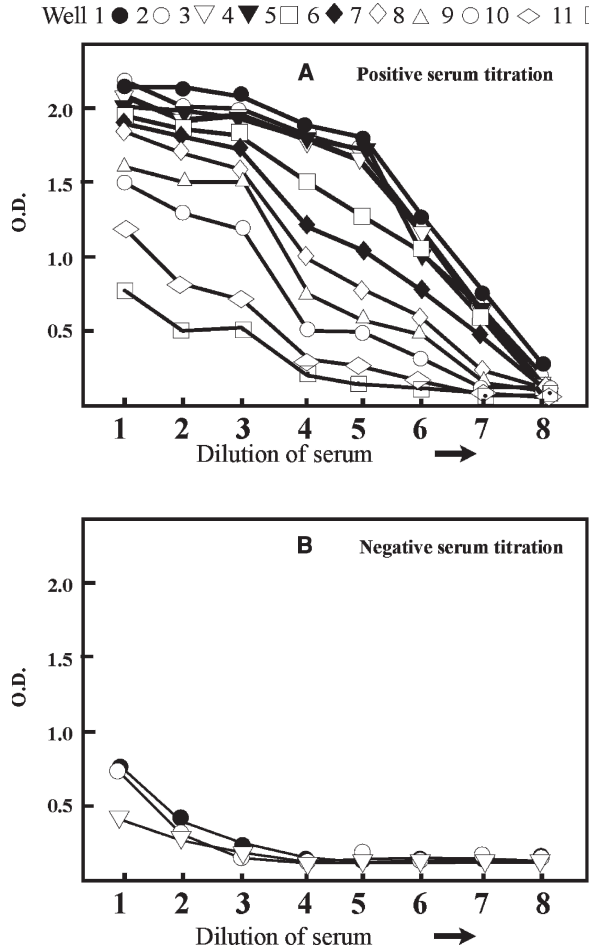 Well 1 2 3 4 5 6 7 8 9 10 11
A Positive serum titration
2.0
1.5
1.0
0.5
O.D.
1 2 3 4 5 6 7 8
Dilution of serum
B Negative serum titration
2.0
1.5
1.0
0.5
O.D.
1 2 3 4 5 6 7 8
Dilution of serum